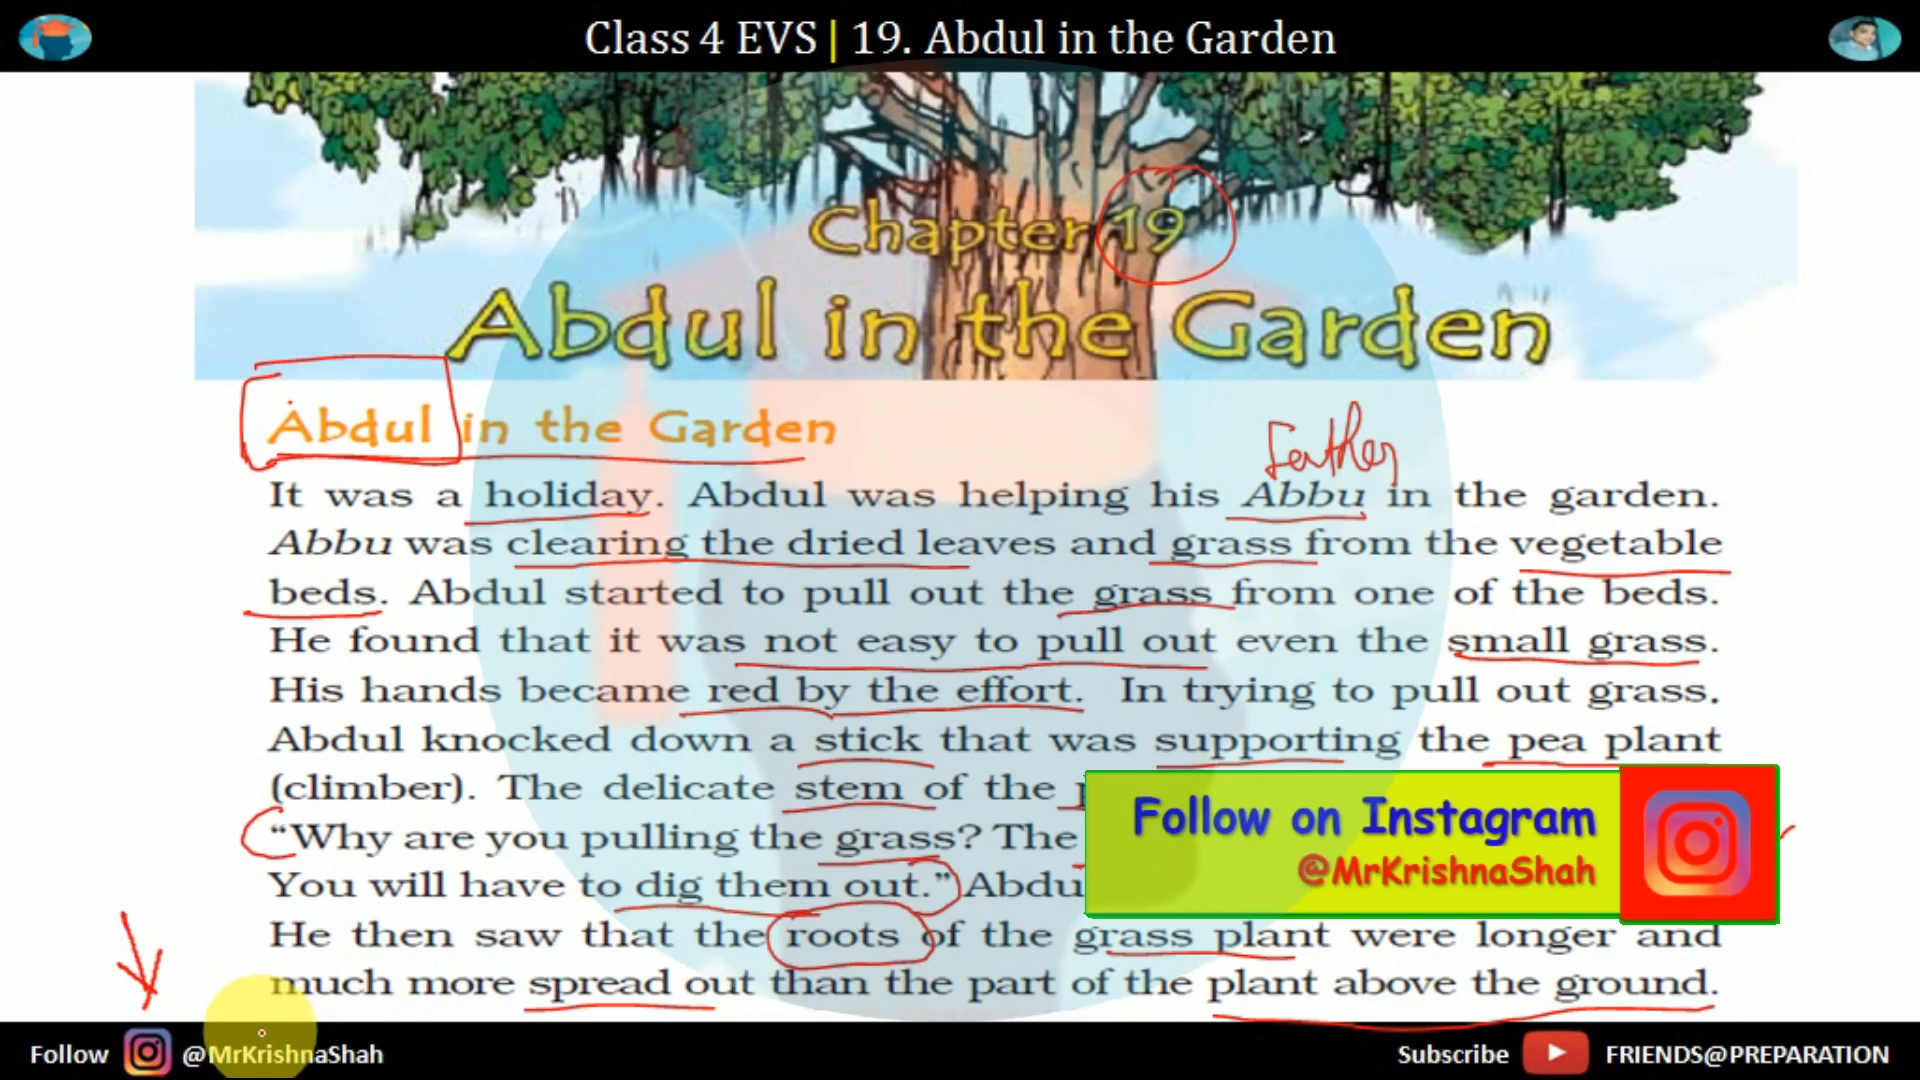 Class 4 EVS | 19. Abdul in the Garden
Chapter 19
Abdul in the Garden
Abdul in the Garden
Father
It was a holiday. Abdul was helping his Abbu in the garden.
Abbu was clearing the dried leaves and grass from the vegetable
beds. Abdul started to pull out the grass from one of the beds.
He found that it was not easy to pull out even the small grass.
His hands became red by the effort. In trying to pull out grass,
Abdul knocked down a stick that was supporting the pea plant
(climber). The delicate stem of the
“Why are you pulling the grass? The
You will have to dig them out.” Abdu
He then saw that the roots of the grass plant were longer and
much more spread out than the part of the plant above the ground.
Follow on Instagram
@MrKrishnaShah
Follow @MrKrishnaShah
Subscribe FRIENDS@PREPARATION